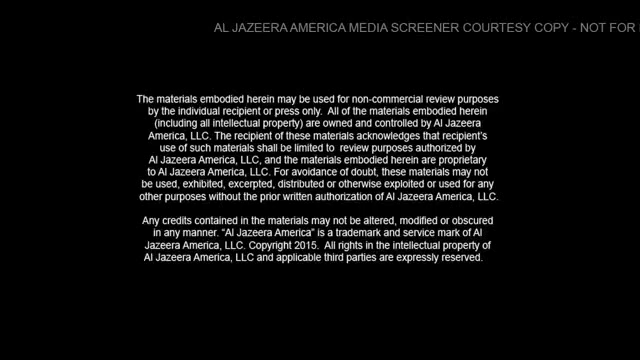 AL JAZEERA AMERICA MEDIA SCREENER COURTESY COPY - NOT FOR
The materials embodied herein may be used for non-commercial review purposes
by the individual recipient or press only. All of the materials embodied herein
(including all intellectual property) are owned and controlled by Al Jazeera
America, LLC. The recipient of these materials acknowledges that recipient's
use of such materials shall be limited to review purposes authorized by
Al Jazeera America, LLC, and the materials embodied herein are proprietary
to Al Jazeera America, LLC. For avoidance of doubt, these materials may not
be used, exhibited, excerpted, distributed or otherwise exploited or used for any
other purposes without the prior written authorization of Al Jazeera America, LLC.
Any credits contained in the materials may not be altered, modified or obscured
in any manner. “Al Jazeera America” is a trademark and service mark of Al
Jazeera America, LLC. Copyright 2015. All rights in the intellectual property of
Al Jazeera America, LLC and applicable third parties are expressly reserved.